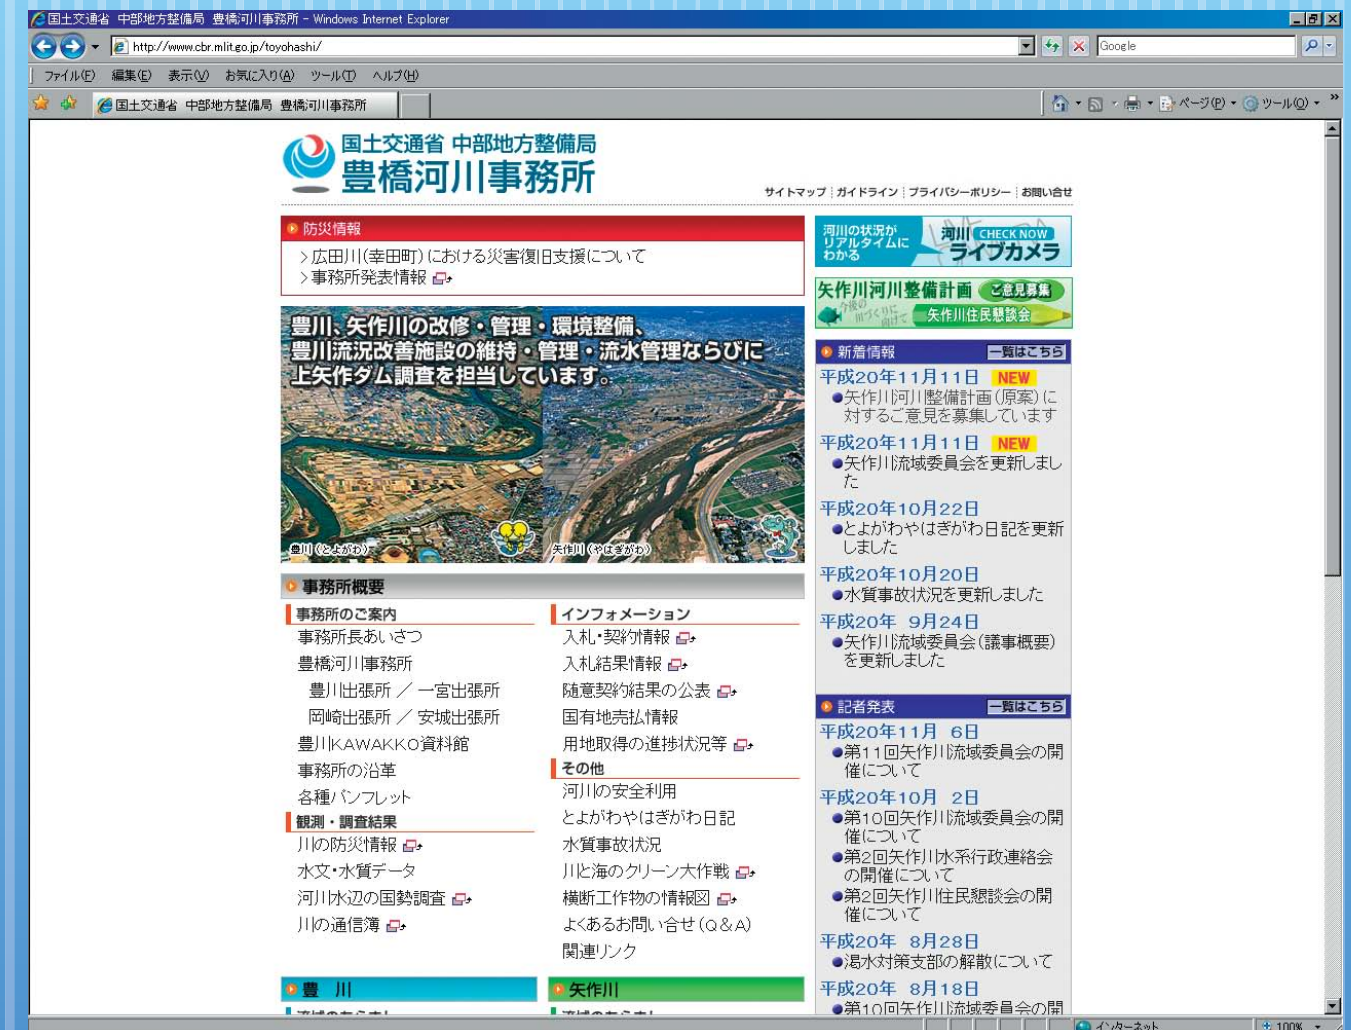 国土交通省 中部地方整備局 豊橋河川事務所 - Windows Internet Explorer
http://www.cbr.mlit.go.jp/toyohashi/
Google
ファイル(F) 編集(E) 表示(V) お気に入り(A) ツール(T) ヘルプ(H)
国土交通省 中部地方整備局 豊橋河川事務所
ページ(P) ツール(O)
国土交通省 中部地方整備局
豊橋河川事務所
サイトマップ ガイドライン プライバシーポリシー お問い合せ
防災情報
>広田川(幸田町)における災害復旧支援について
>事務所発表情報
豊川、矢作川の改修・管理・環境整備、
豊川流況改善施設の維持・管理・流水管理ならびに
上矢作ダム調査を担当しています。
豊川(とよがわ)
矢作川(やはぎがわ)
事務所概要
事務所のご案内
事務所長あいさつ
豊橋河川事務所
豊川出張所 / 一宮出張所
岡崎出張所 / 安城出張所
豊川KAWAKKO資料館
事務所の沿革
各種パンフレット
観測・調査結果
川の防災情報
水文・水質データ
河川水辺の国勢調査
川の通信簿
インフォメーション
入札・契約情報
入札結果情報
随意契約結果の公表
国有地売払情報
用地取得の進捗状況等
その他
河川の安全利用
とよがわやはぎがわ日記
水質事故状況
川と海のクリーン大作戦
横断工作物の情報図
よくあるお問い合せ(Q&A)
関連リンク
豊 川
矢作川
河川の状況が
リアルタイムに
わかる
河川 CHECK NOW
ライブカメラ
矢作川河川整備計画 ご意見募集
今後の
川づくりに
向けて
矢作川住民懇談会
新着情報 一覧はこちら
平成20年11月11日 NEW
●矢作川河川整備計画(原案)に
対するご意見を募集しています
平成20年11月11日 NEW
●矢作川流域委員会を更新しまし
た
平成20年10月22日
●とよがわやはぎがわ日記を更新
しました
平成20年10月20日
●水質事故状況を更新しました
平成20年 9月24日
●矢作川流域委員会(議事概要)
を更新しました
記者発表 一覧はこちら
平成20年11月 6日
●第11回矢作川流域委員会の開
催について
平成20年10月 2日
●第10回矢作川流域委員会の開
催について
●第2回矢作川水系行政連絡会
の開催について
●第2回矢作川住民懇談会の開
催について
平成20年 8月28日
●渇水対策支部の解散について
平成20年 8月18日
●第10回矢作川流域委員会の開
インターネット
100%